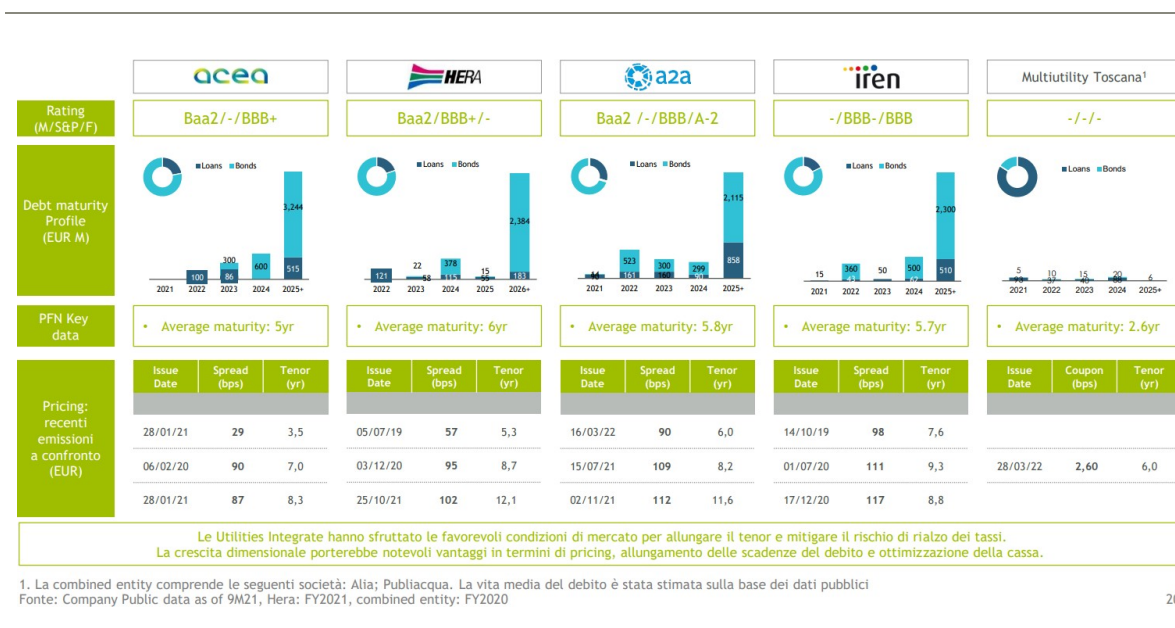 acea
HERA
a2a
iren
Multiutility Toscana¹
Rating
(M/S&P/F)
Baa2/-/BBB+
Baa2/BBB+/-
Baa2 /-/BBB/A-2
-/BBB-/BBB
-/-/-
Debt maturity
Profile
(EUR M)
Loans Bonds
3,244
300
600
515
100
86
2021 2022 2023 2024 2025+
Loans Bonds
2,384
378
22
15
121
58
115
55
183
2022 2023 2024 2025 2026+
Loans Bonds
2,115
858
523
300
299
161
160
2021 2022 2023 2024 2025+
Loans Bonds
2,300
510
500
360
50
15
2021 2022 2023 2024 2025+
Loans Bonds
5
10
15
20
6
2021 2022 2023 2024 2025+
PFN Key
data
• Average maturity: 5yr
• Average maturity: 6yr
• Average maturity: 5.8yr
• Average maturity: 5.7yr
• Average maturity: 2.6yr
Pricing:
recenti
emissioni
a confronto
(EUR)
Issue Date Spread (bps) Tenor (yr)
28/01/21 29 3,5
06/02/20 90 7,0
28/01/21 87 8,3
Issue Date Spread (bps) Tenor (yr)
05/07/19 57 5,3
03/12/20 95 8,7
25/10/21 102 12,1
Issue Date Spread (bps) Tenor (yr)
16/03/22 90 6,0
15/07/21 109 8,2
02/11/21 112 11,6
Issue Date Spread (bps) Tenor (yr)
14/10/19 98 7,6
01/07/20 111 9,3
17/12/20 117 8,8
Issue Date Coupon (bps) Tenor (yr)
28/03/22 2,60 6,0
Le Utilities Integrate hanno sfruttato le favorevoli condizioni di mercato per allungare il tenor e mitigare il rischio di rialzo dei tassi.
La crescita dimensionale porterebbe notevoli vantaggi in termini di pricing, allungamento delle scadenze del debito e ottimizzazione della cassa.
1. La combined entity comprende le seguenti società: Alia; Publiacqua. La vita media del debito è stata stimata sulla base dei dati pubblici
Fonte: Company Public data as of 9M21, Hera: FY2021, combined entity: FY2020